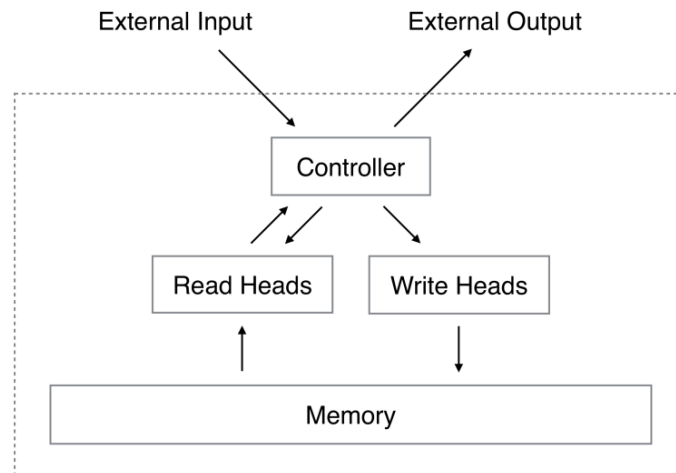 External Input
External Output
Controller
Read Heads
Write Heads
Memory